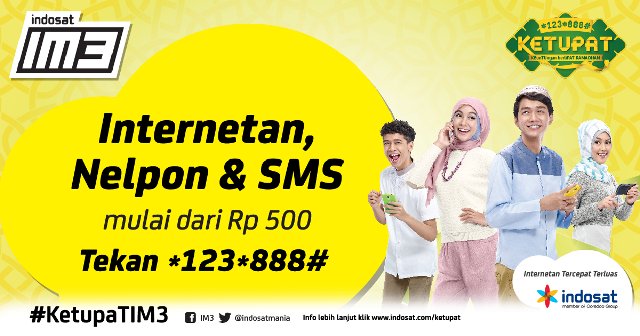 indosat
IM3
*123*888#
KETUPAT
Internetan,
Nelpon & SMS
mulai dari Rp 500
Tekan *123*888#
Internetan Tercepat Terluas
indosat
member of Ooredoo Group
#KetupaTIM3
IM3
@indosatmania
Info lebih lanjut klik www.indosat.com/ketupat